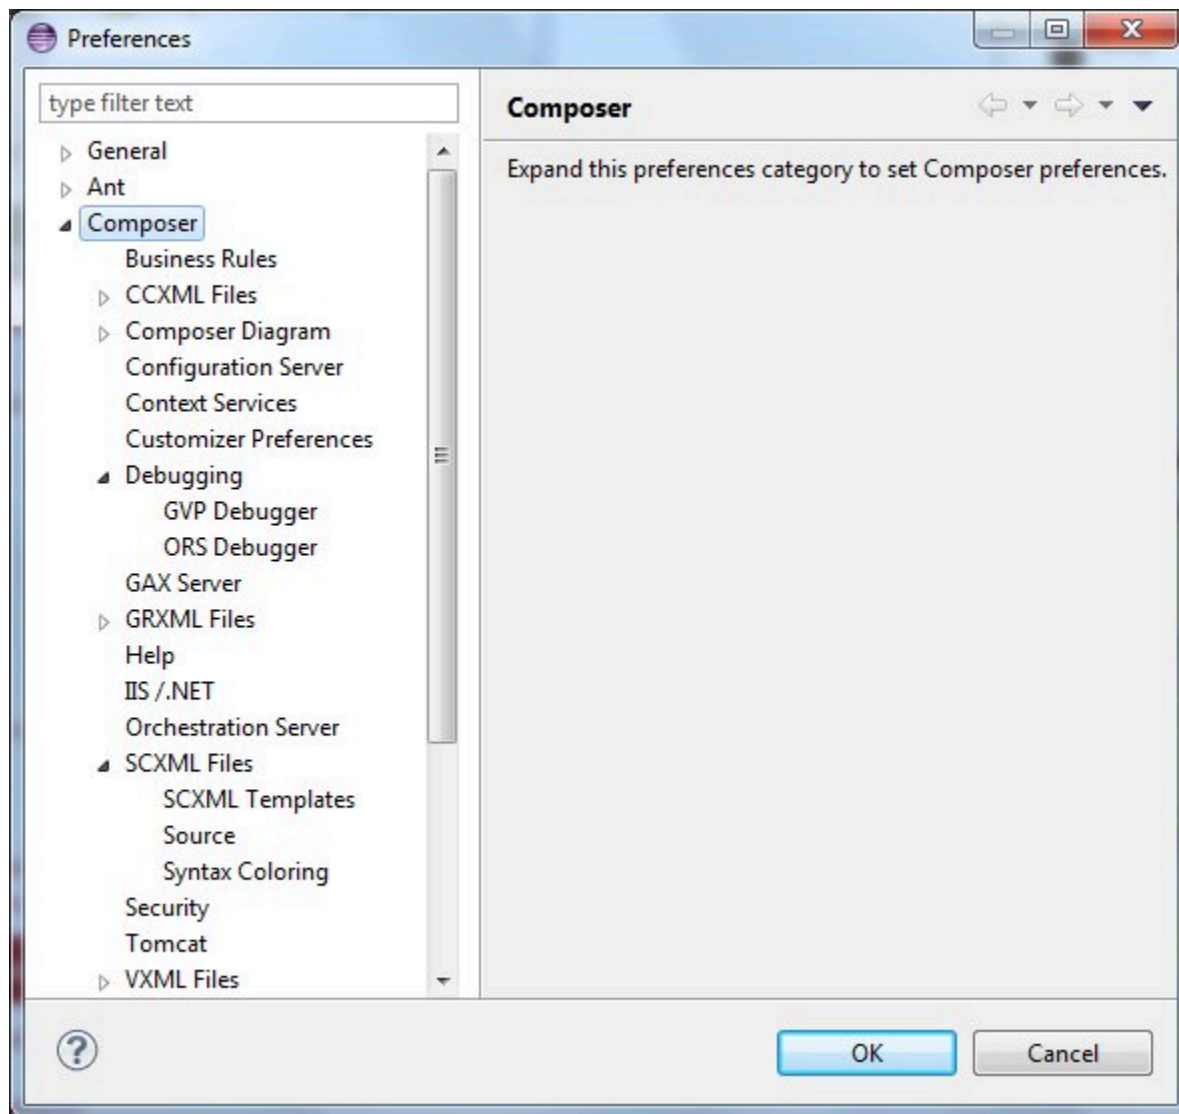 Preferences
type filter text
General
Ant
Composer
Business Rules
CCXML Files
Composer Diagram
Configuration Server
Context Services
Customizer Preferences
Debugging
GVP Debugger
ORS Debugger
GAX Server
GRXML Files
Help
IIS /.NET
Orchestration Server
SCXML Files
SCXML Templates
Source
Syntax Coloring
Security
Tomcat
VXML Files
Composer
Expand this preferences category to set Composer preferences.
?
OK
Cancel